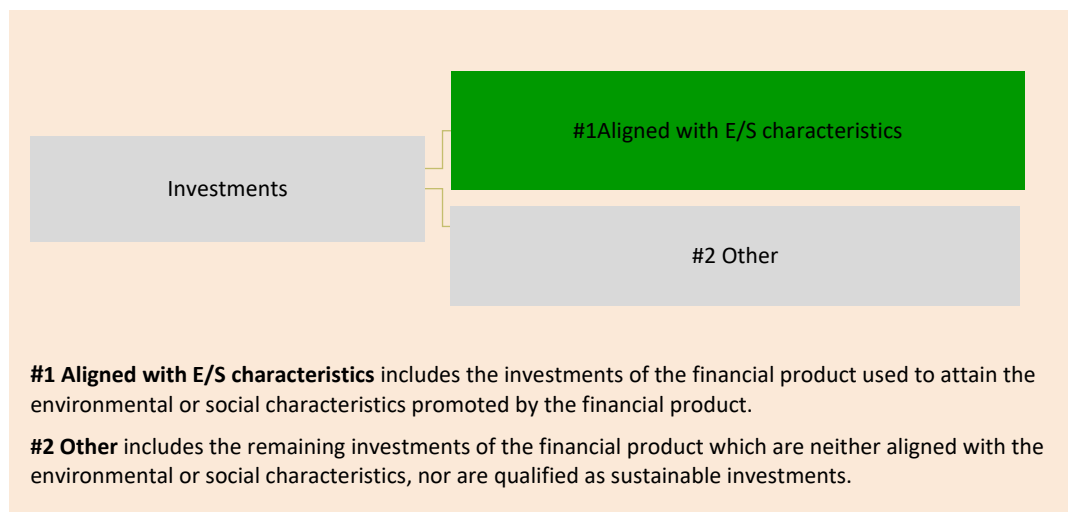 #1Aligned with E/S characteristics
Investments
#2 Other
#1 Aligned with E/S characteristics includes the investments of the financial product used to attain the
environmental or social characteristics promoted by the financial product.
#2 Other includes the remaining investments of the financial product which are neither aligned with the
environmental or social characteristics, nor are qualified as sustainable investments.